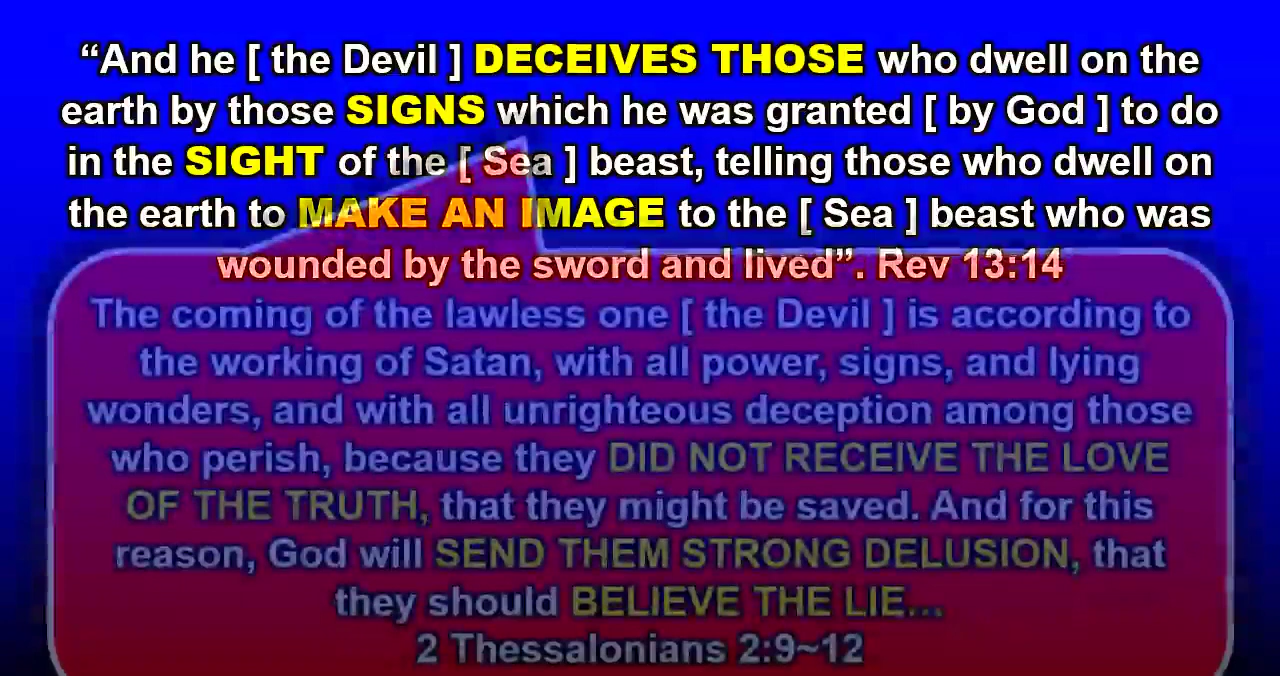 “And he [ the Devil ] DECEIVES THOSE who dwell on the
earth by those SIGNS which he was granted [ by God ] to do
in the SIGHT of the [ Sea ] beast, telling those who dwell on
the earth to MAKE AN IMAGE to the [ Sea ] beast who was
wounded by the sword and lived”. Rev 13:14
The coming of the lawless one [ the Devil ] is according to
the working of Satan, with all power, signs, and lying
wonders, and with all unrighteous deception among those
who perish, because they DID NOT RECEIVE THE LOVE
OF THE TRUTH, that they might be saved. And for this
reason, God will SEND THEM STRONG DELUSION, that
they should BELIEVE THE LIE...
2 Thessalonians 2:9~12